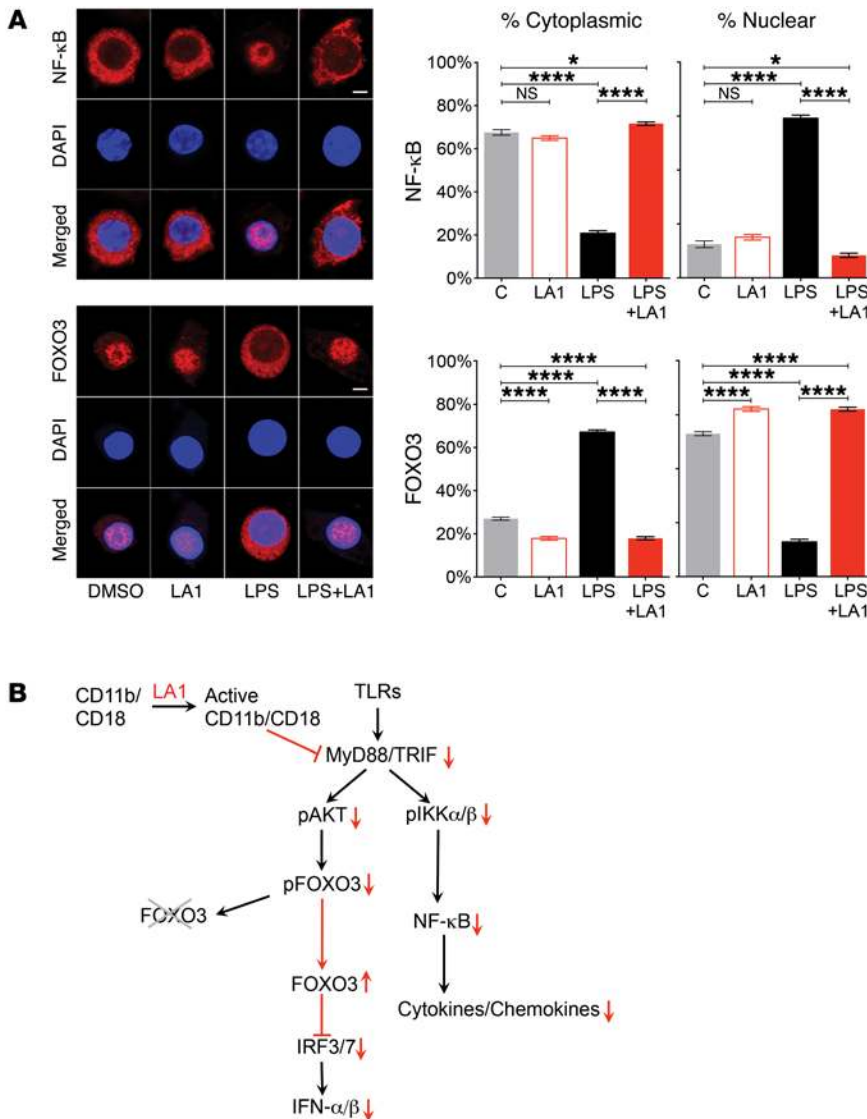 A
NF-κB
DAPI
Merged
FOXO3
DAPI
Merged
DMSO LA1 LPS LPS+LA1
% Cytoplasmic
% Nuclear
NF-κB
100%
80%
60%
40%
20%
0%
*
****
NS
****
C LA1 LPS LPS
+LA1
*
****
NS
****
C LA1 LPS LPS
+LA1
FOXO3
100%
80%
60%
40%
20%
0%
****
****
****
****
C LA1 LPS LPS
+LA1
****
****
****
****
C LA1 LPS LPS
+LA1
B
CD11b/
CD18
LA1
Active
CD11b/CD18
TLRs
MyD88/TRIF
pAKT
pIKKα/β
pFOXO3
FOXO3
NF-κB
FOXO3
Cytokines/Chemokines
IRF3/7
IFN-α/β